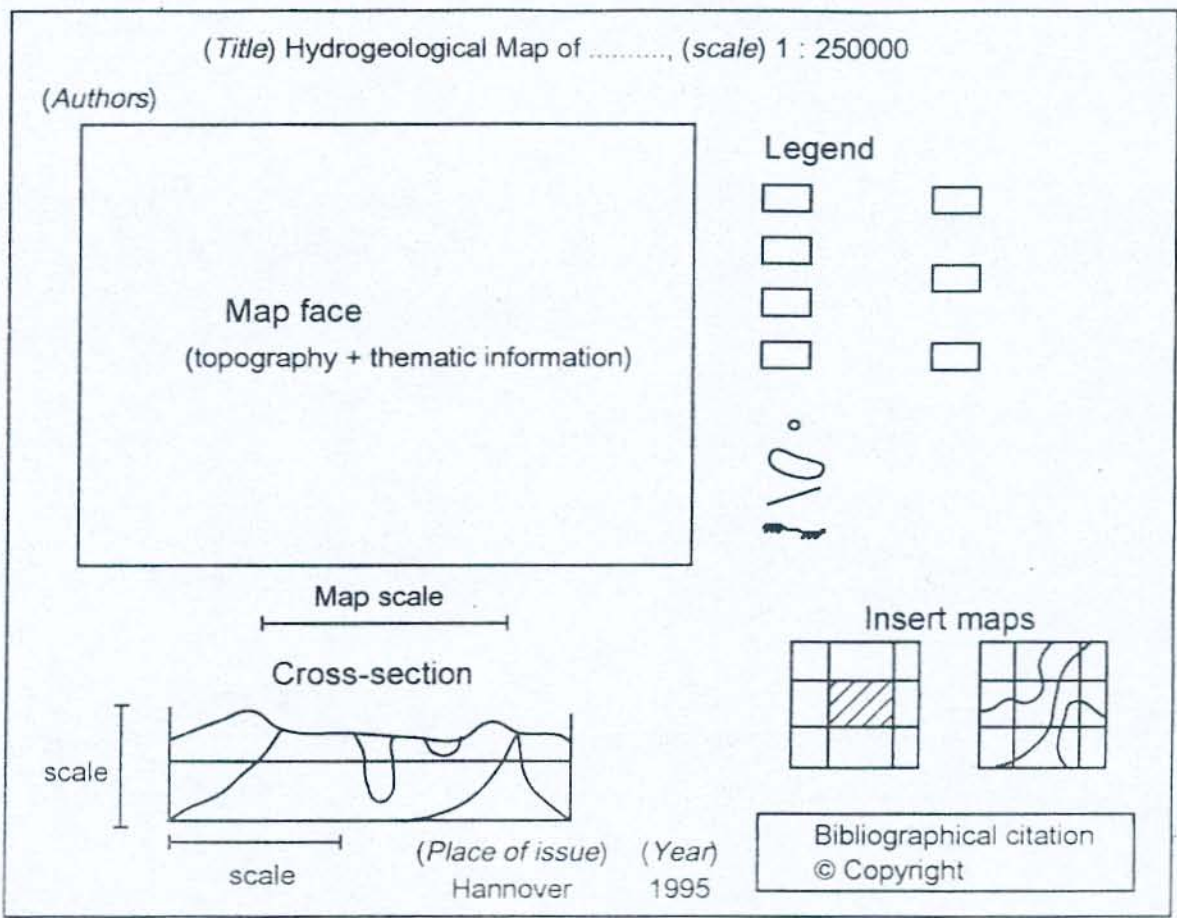 (Title) Hydrogeological Map of .........., (scale) 1 : 250000
(Authors)
Legend
Map face
(topography + thematic information)
Map scale
Insert maps
Cross-section
scale
scale
(Place of issue) (Year)
Hannover 1995
Bibliographical citation
© Copyright